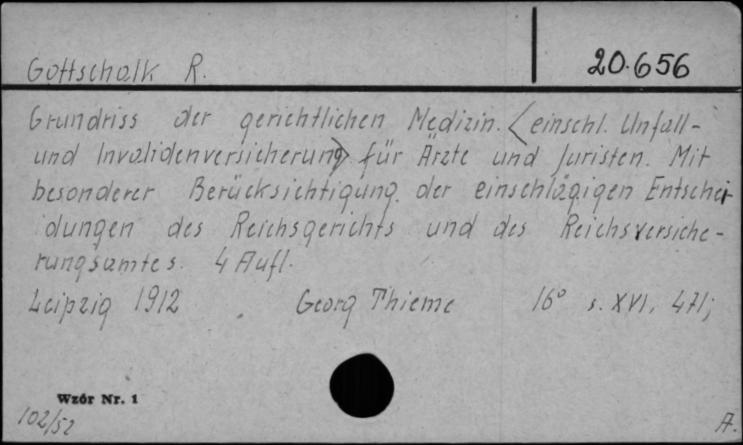 Gottschalk R.
20.656
Grundriss der gerichtlichen Medizin. <einschl. Unfall-
und Invalidenversicherung> für Ärzte und Juristen. Mit
besonderer Berücksichtigung der einschlägigen Entschei
dungen des Reichsgerichts und des Reichsversiche-
rungsamtes. 4 Aufl.
Leipzig 1912 Georg Thieme 16° s. XVI, 471;
Wzór Nr. 1
102/52
A.